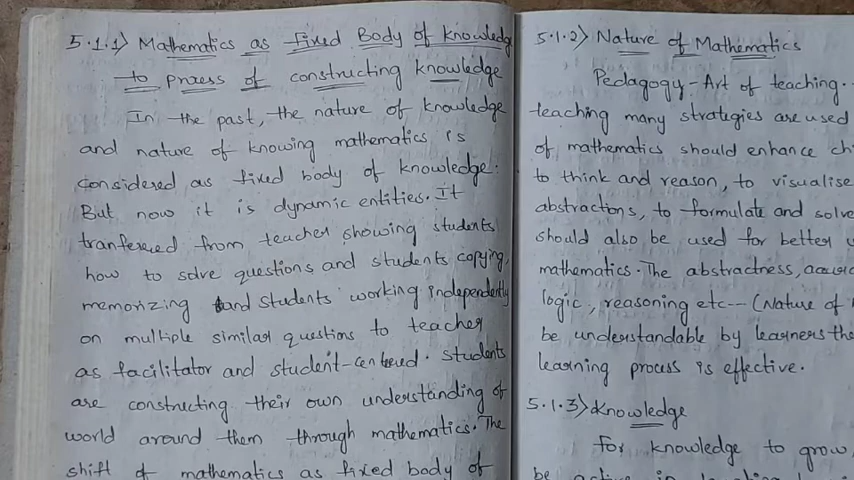 5.1.1) Mathematics as fixed Body of knowledg
to process of constructing knowledge
In the past, the nature of knowledge
and nature of knowing mathematics is
considered as fixed body of knowledge.
But now it is dynamic entities. It
tranfered from teacher showing students
how to solve questions and students copying,
memorizing and students working independently
on multiple similar questions to teacher
as facilitator and student-centered. Students
are constructing their own understanding of
world around them through mathematics. The
shift of mathematics as fixed body of
5.1.2) Nature of Mathematics
Pedagogy - Art of teaching.
teaching many strategies are used
of mathematics should enhance ch
to think and reason, to visualise
abstractions, to formulate and solve
should also be used for better
mathematics. The abstractness,
logic, reasoning etc-- (Nature of
be understandable by learners the
learning process is effective.
5.1.3) Knowledge
For knowledge to grow,
be active in